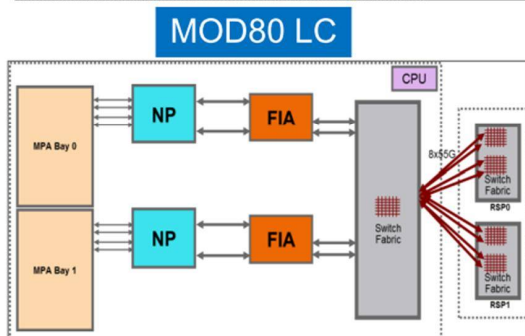 MOD80 LC
CPU
MPA Bay 0
NP
FIA
8x55G
Switch
Fabric
RSP0
Switch
Fabric
MPA Bay 1
NP
FIA
Switch
Fabric
RSP1